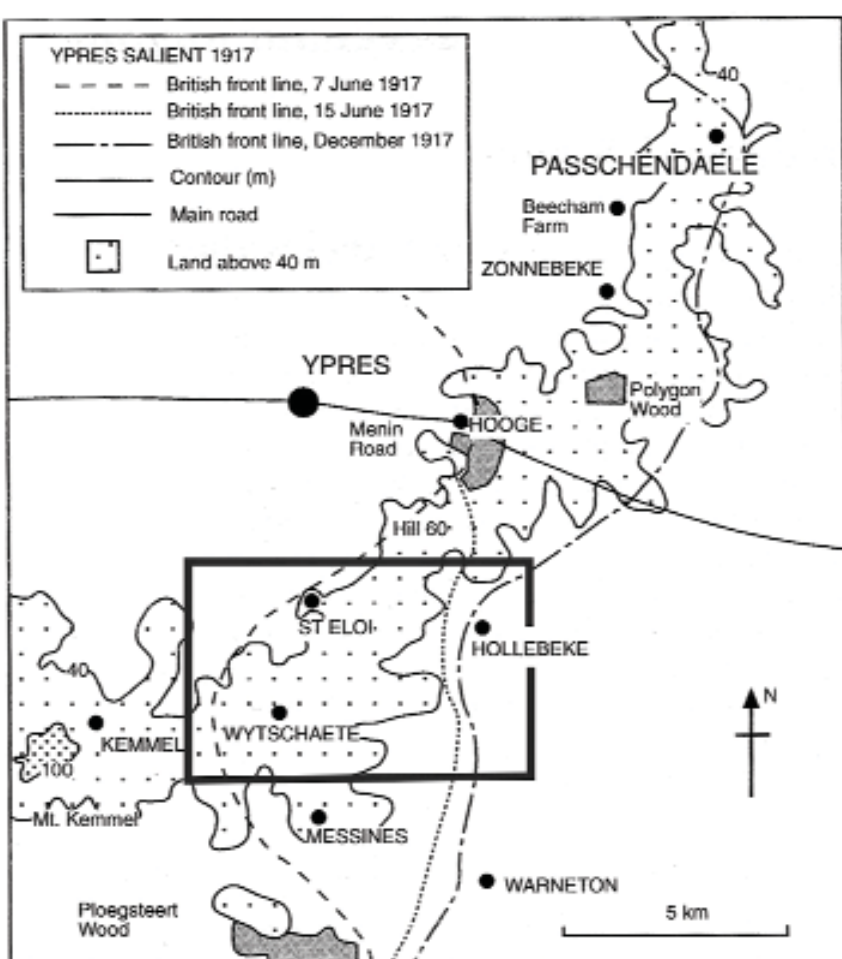 YPRES SALIENT 1917
British front line, 7 June 1917
British front line, 15 June 1917
British front line, December 1917
Contour (m)
Main road
Land above 40 m
40
PASSCHENDAELE
Beecham
Farm
ZONNEBEKE
YPRES
Polygon
Wood
Menin
Road
HOOGE
Hill 60
ST ELOI
HOLLEBEKE
40
KEMMEL
WYTSCHAETE
N
100
Mt. Kemmel
MESSINES
WARNETON
Ploegsteert
Wood
5 km